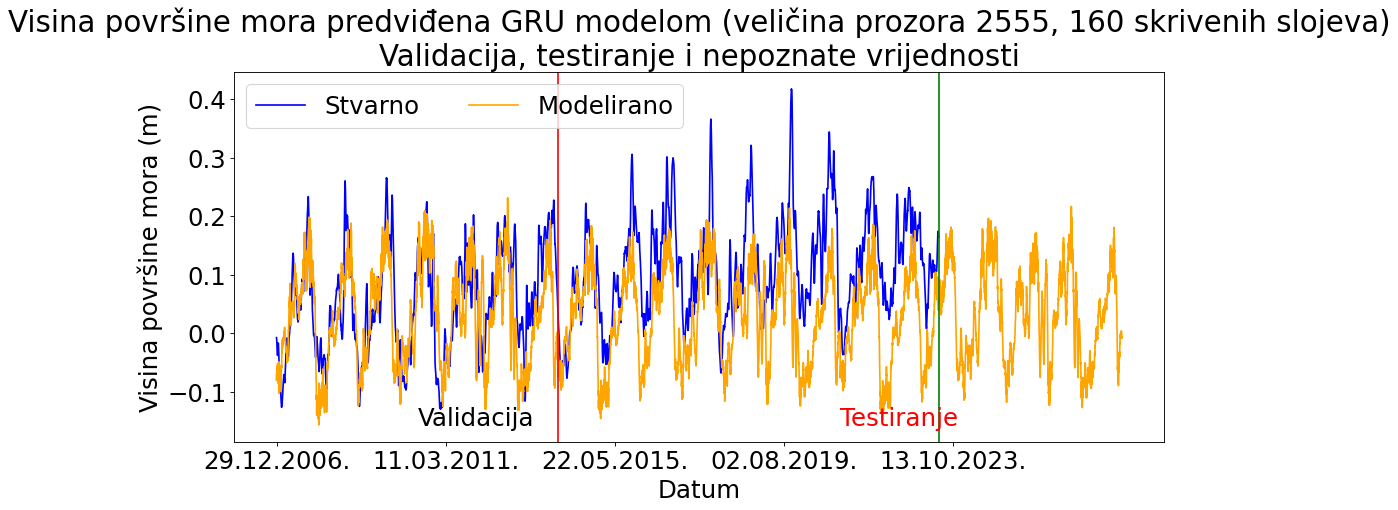 Visina površine mora predviđena GRU modelom (veličina prozora 2555, 160 skrivenih slojeva)
Validacija, testiranje i nepoznate vrijednosti
Stvarno
Modelirano
Visina površine mora (m)
0.4
0.3
0.2
0.1
0.0
−0.1
Validacija
Testiranje
29.12.2006.
11.03.2011.
22.05.2015.
02.08.2019.
13.10.2023.
Datum